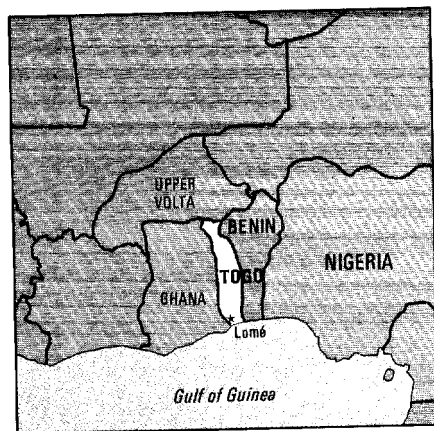 UPPER
VOLTA
BENIN
NIGERIA
TOGO
GHANA
Lomé
Gulf of Guinea